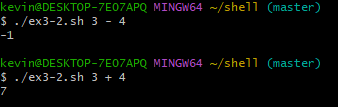 kevin@DESKTOP-7E07APQ MINGW64 ~/shell (master)
$ ./ex3-2.sh 3 - 4
-1
kevin@DESKTOP-7E07APQ MINGW64 ~/shell (master)
$ ./ex3-2.sh 3 + 4
7